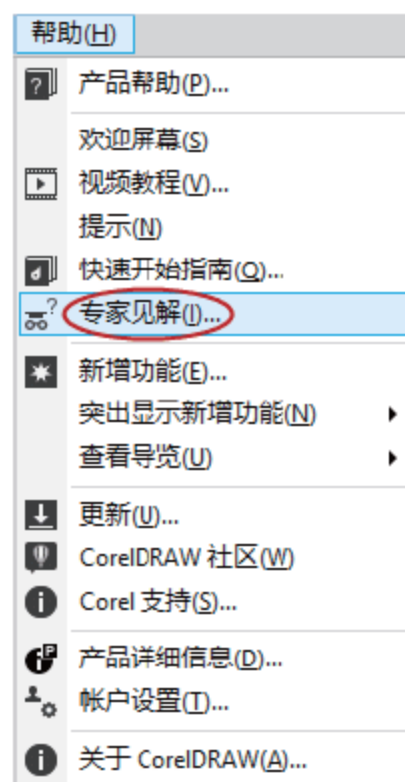 帮助(H)
产品帮助(P)...
欢迎屏幕(S)
视频教程(V)...
提示(N)
快速开始指南(Q)...
专家见解(I)...
新增功能(E)...
突出显示新增功能(N)
查看导览(U)
更新(U)...
CorelDRAW 社区(W)
Corel 支持(S)...
产品详细信息(D)...
帐户设置(T)...
关于 CorelDRAW(A)...